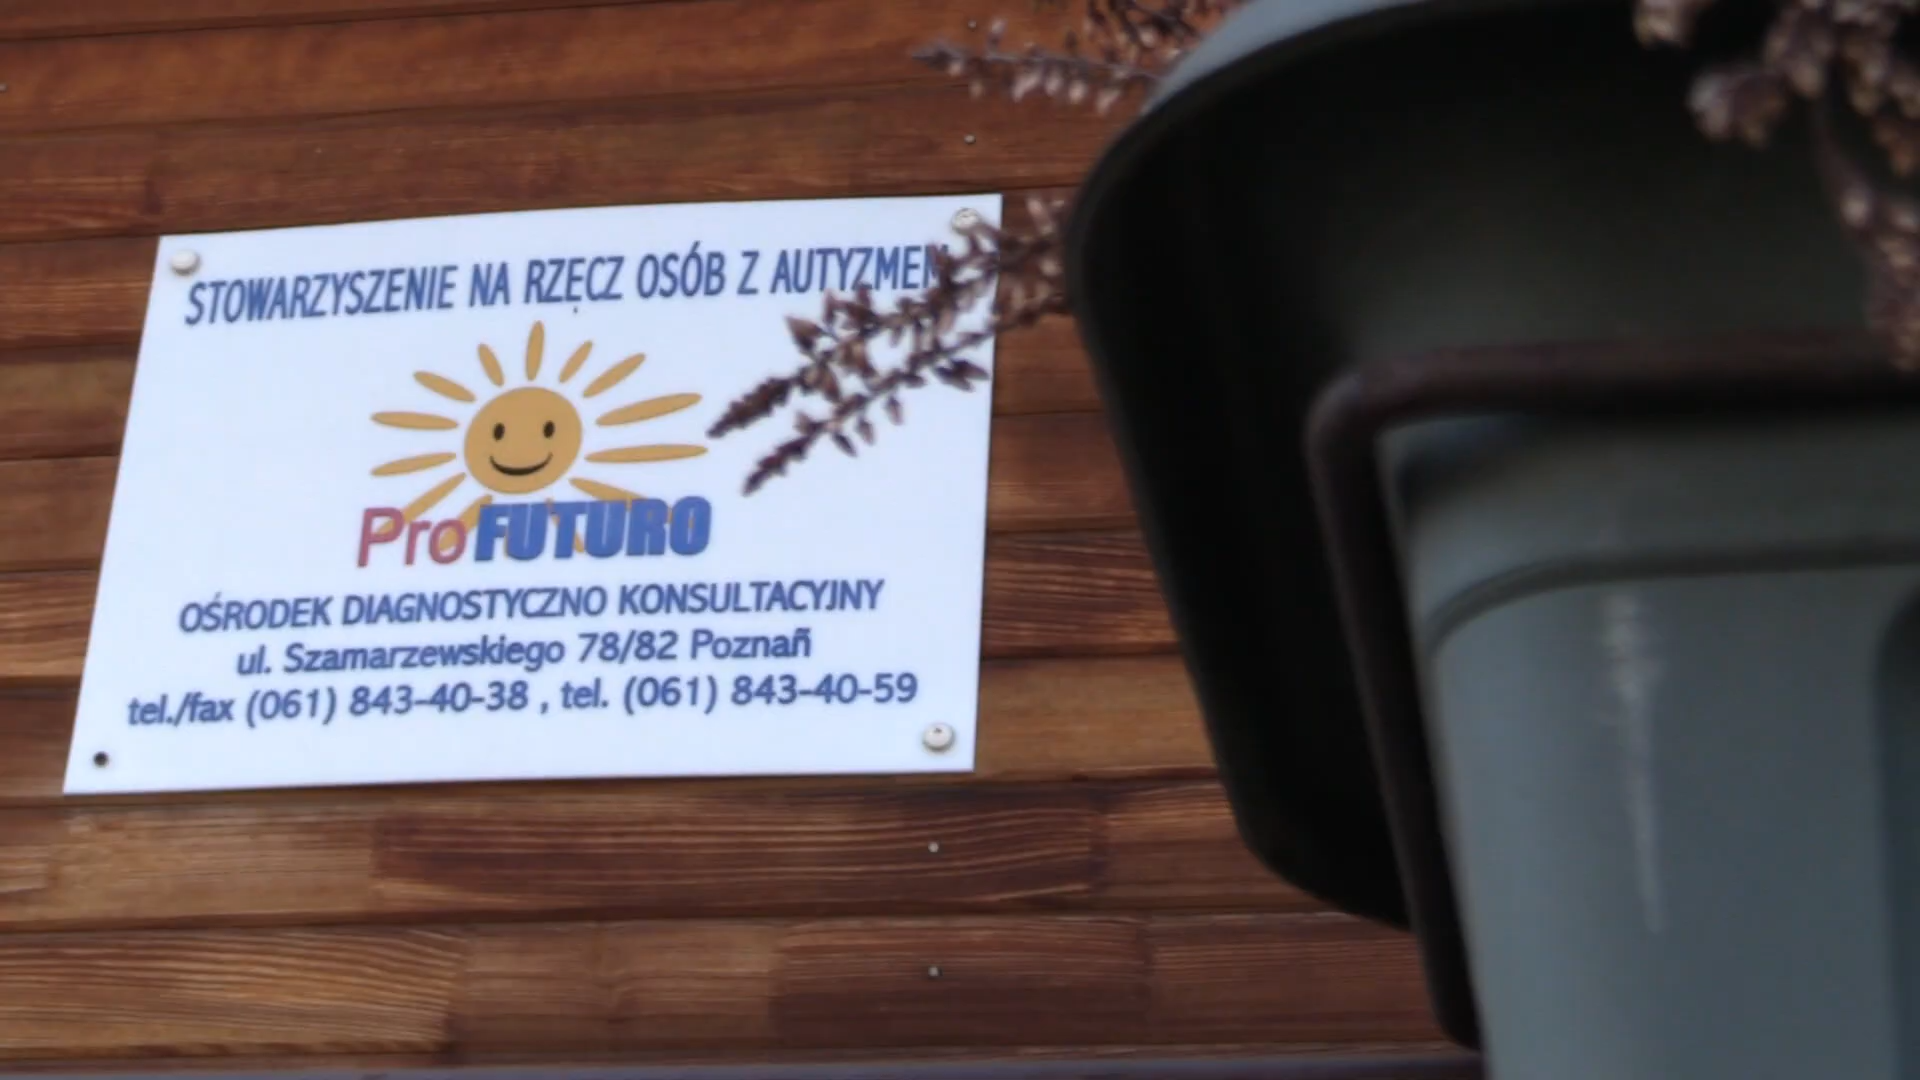 STOWARZYSZENIE NA RZECZ OSÓB Z AUTYZMEM
ProFUTURO
OŚRODEK DIAGNOSTYCZNO KONSULTACYJNY
ul. Szamarzewskiego 78/82 Poznañ
tel./fax (061) 843-40-38 , tel. (061) 843-40-59